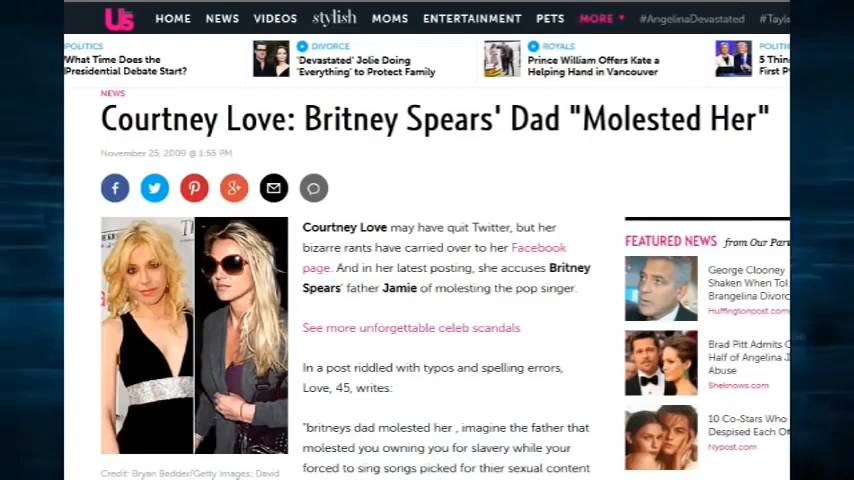 Us HOME NEWS VIDEOS stylish MOMS ENTERTAINMENT PETS MORE #AngelinaDevastated #Tayl
POLITICS
What Time Does the
Presidential Debate Start?
DIVORCE
'Devastated' Jolie Doing
'Everything' to Protect Family
ROYALS
Prince William Offers Kate a
Helping Hand in Vancouver
POLITI
5 Thin
First P
NEWS
Courtney Love: Britney Spears' Dad "Molested Her"
November 25, 2009 @ 1:55 PM
Courtney Love may have quit Twitter, but her
bizarre rants have carried over to her Facebook
page. And in her latest posting, she accuses Britney
Spears' father Jamie of molesting the pop singer.
See more unforgettable celeb scandals
In a post riddled with typos and spelling errors,
Love, 45, writes:
"britneys dad molested her , imagine the father that
molested you owning you for slavery while your
forced to sing songs picked for thier sexual content
Credit: Bryan Bedder/Getty Images; David
FEATURED NEWS from Our Par
George Clooney
Shaken When Tol
Brangelina Divorc
Huffingtonpost.com
Brad Pitt Admits C
Half of Angelina J
Abuse
Sheknows.com
10 Co-Stars Who
Despised Each O
Nypost.com